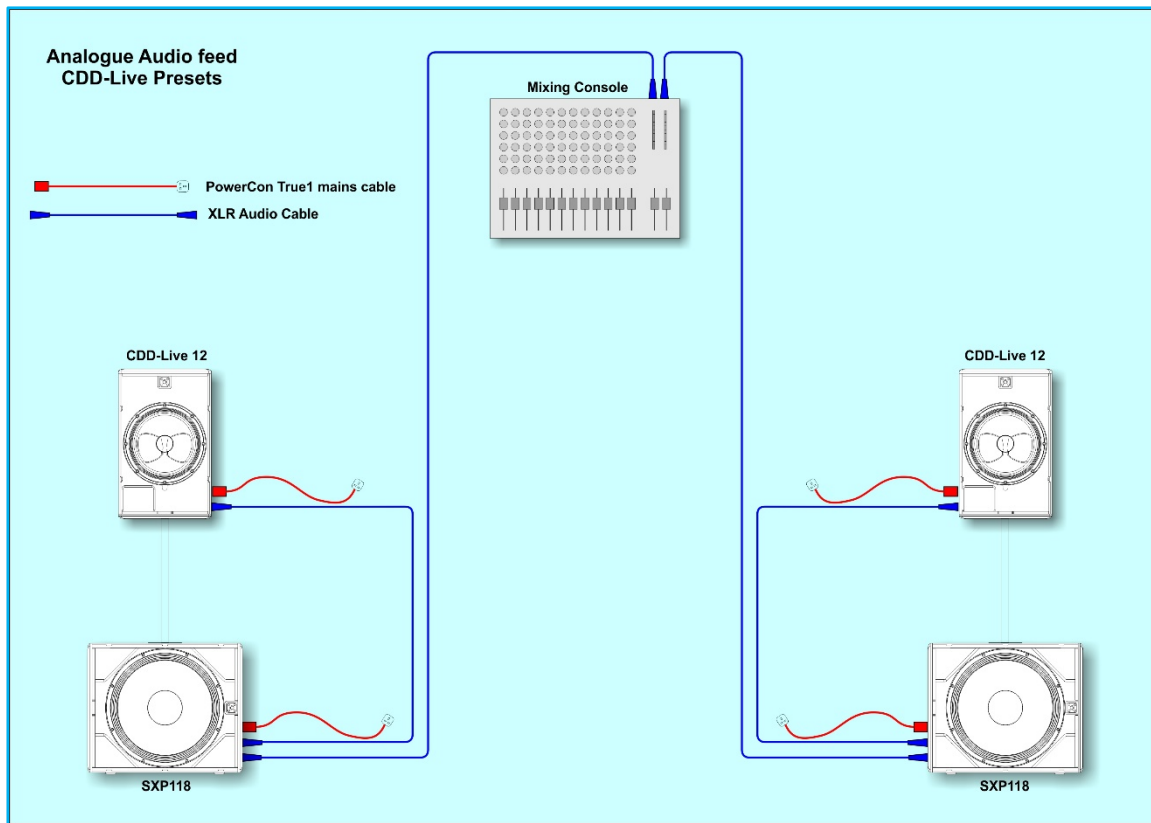 Analogue Audio feed
CDD-Live Presets
Mixing Console
PowerCon True1 mains cable
XLR Audio Cable
CDD-Live 12
CDD-Live 12
SXP118
SXP118